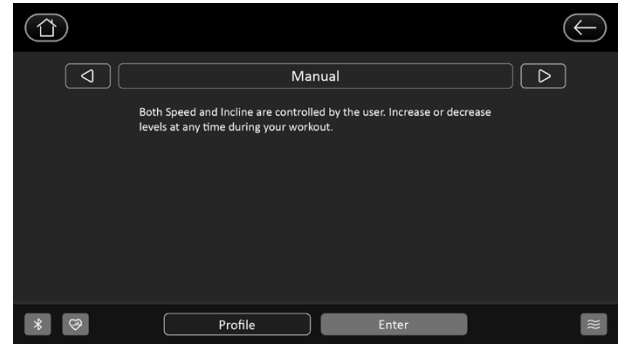 Manual
Both Speed and Incline are controlled by the user. Increase or decrease
levels at any time during your workout.
Profile
Enter